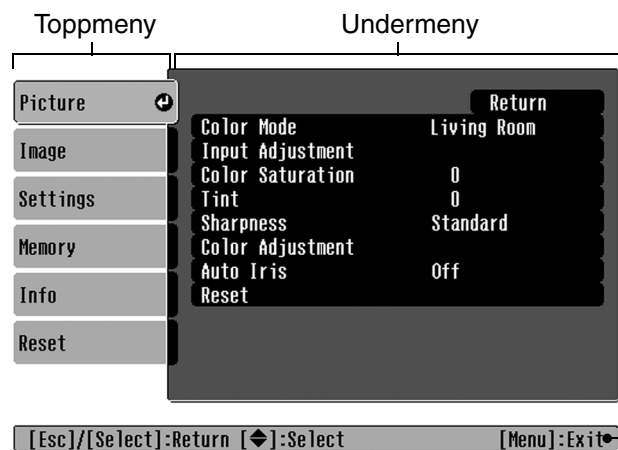 Toppmeny
Undermeny
Picture
Image
Settings
Memory
Info
Reset
Return
Color Mode Living Room
Input Adjustment
Color Saturation 0
Tint 0
Sharpness Standard
Color Adjustment
Auto Iris Off
Reset
[Esc]/[Select]:Return [◆]:Select [Menu]:Exit